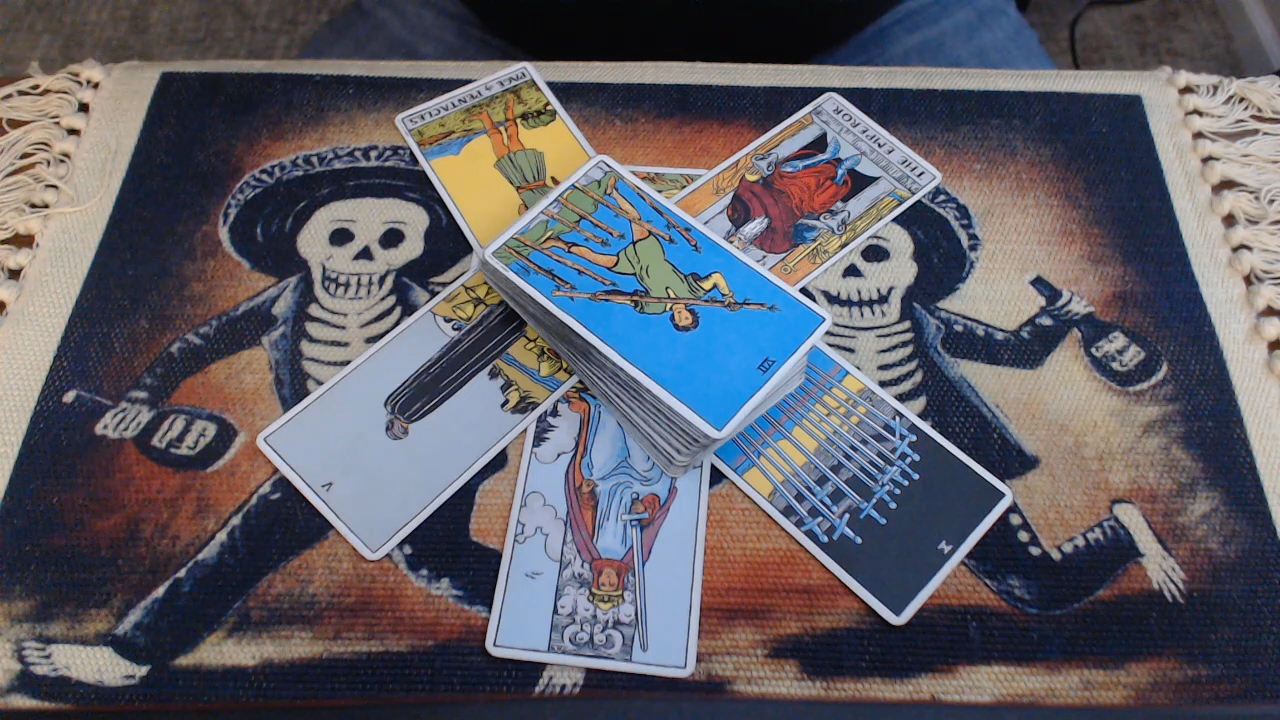 PAGE of PENTACLES
THE EMPEROR.
VII
V
X